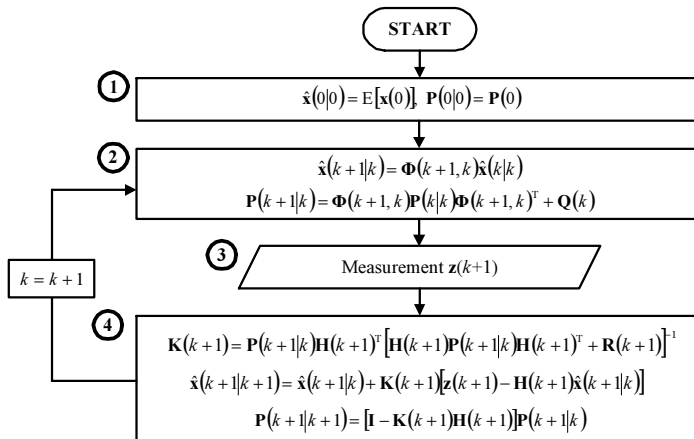 START
1
x̂(0|0) = E[x(0)], P(0|0) = P(0)
2
x̂(k+1|k) = Φ(k+1, k)x̂(k|k)
P(k+1|k) = Φ(k+1, k)P(k|k)Φ(k+1, k)ᵀ + Q(k)
3
Measurement z(k+1)
k = k + 1
4
K(k+1) = P(k+1|k)H(k+1)ᵀ[H(k+1)P(k+1|k)H(k+1)ᵀ + R(k+1)]⁻¹
x̂(k+1|k+1) = x̂(k+1|k) + K(k+1)[z(k+1) − H(k+1)x̂(k+1|k)]
P(k+1|k+1) = [I − K(k+1)H(k+1)]P(k+1|k)